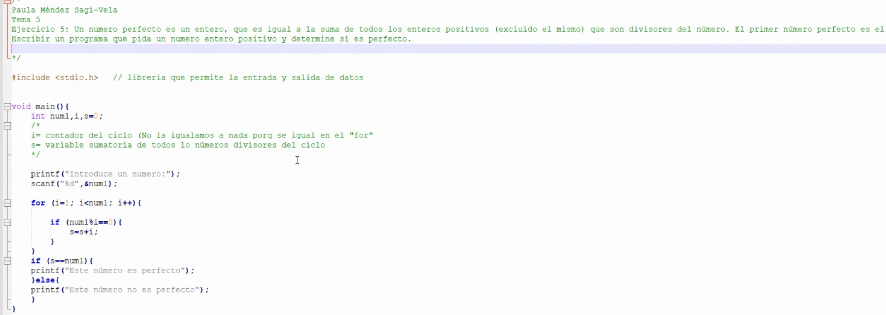 /*
Paula Méndez Sagi-Vela
Tema 5
Ejercicio 5: Un numero perfecto es un entero, que es igual a la suma de todos los enteros positivos (excluido el mismo) que son divisores del número. El primer número perfecto es el
Escribir un programa que pida un numero entero positivo y determine si es perfecto.
*/
#include <stdio.h> // libreria que permite la entrada y salida de datos
void main(){
int num1,i,s=0;
/*
i= contador del ciclo (No la igualamos a nada porq se igual en el "for"
s= variable sumatoria de todos lo números divisores del ciclo
*/
printf("Introduce un numero:");
scanf("%d",&num1);
for (i=1; i<num1; i++){
if (num1%i==0){
s=s+i;
}
}
if (s==num1){
printf("Este número es perfecto");
}else{
printf("Este número no es perfecto");
}
}